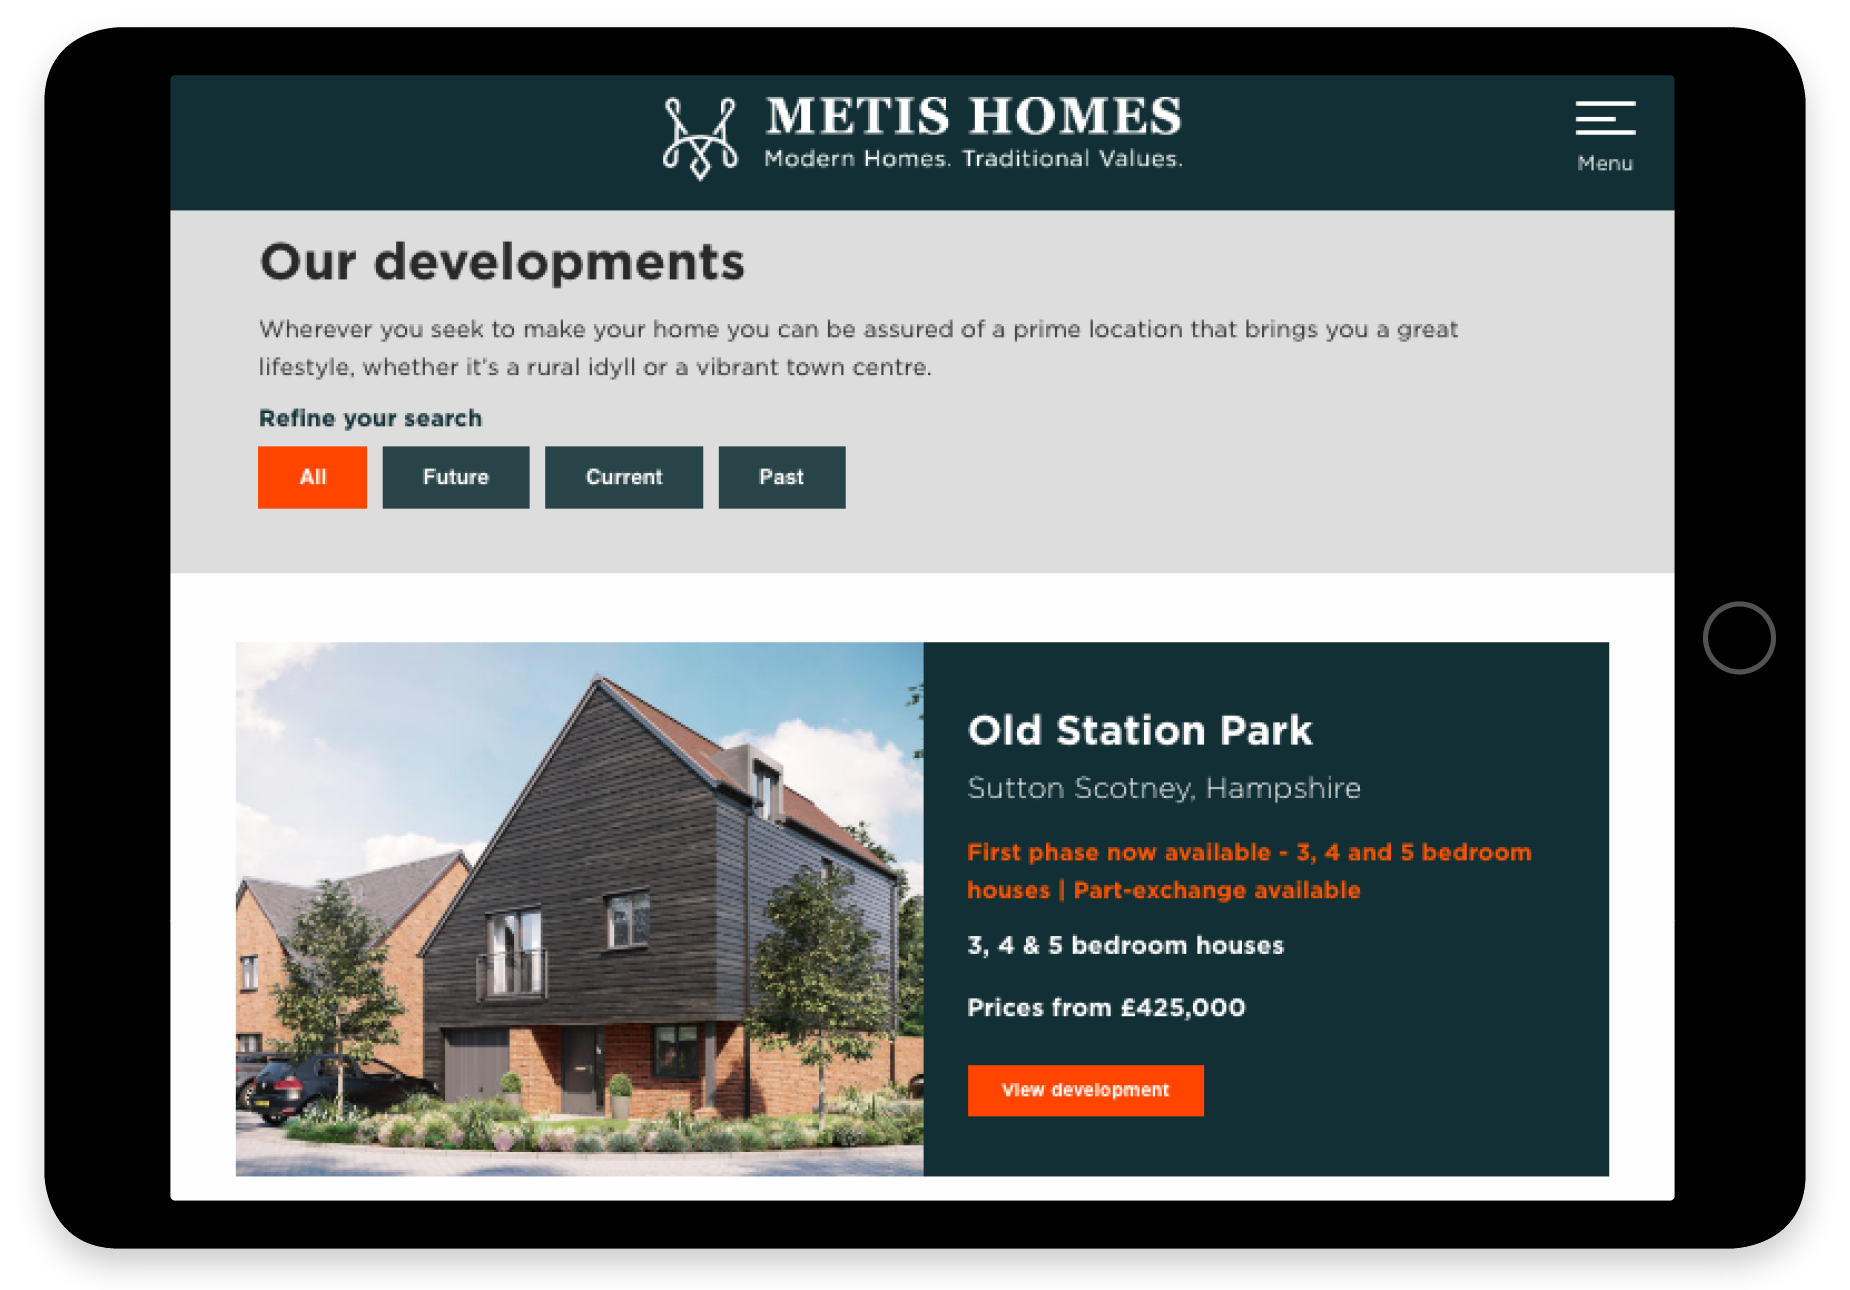 METIS HOMES
Modern Homes. Traditional Values.
Menu
Our developments
Wherever you seek to make your home you can be assured of a prime location that brings you a great
lifestyle, whether it's a rural idyll or a vibrant town centre.
Refine your search
All
Future
Current
Past
Old Station Park
Sutton Scotney, Hampshire
First phase now available - 3, 4 and 5 bedroom
houses | Part-exchange available
3, 4 & 5 bedroom houses
Prices from £425,000
View development